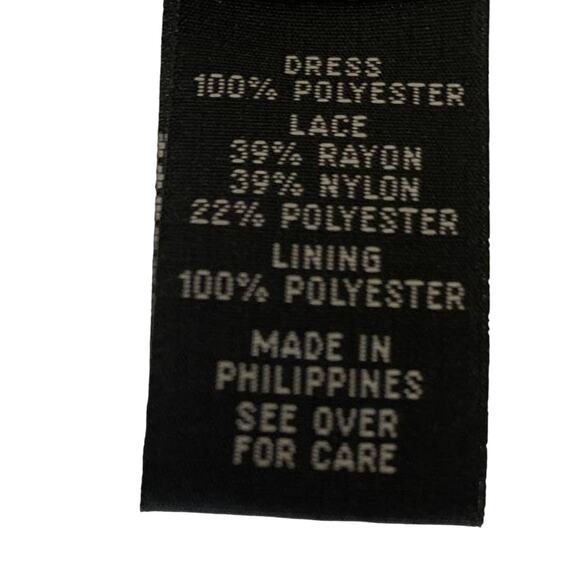 DRESS
100% POLYESTER
LACE
39% RAYON
39% NYLON
22% POLYESTER
LINING
100% POLYESTER
MADE IN
PHILIPPINES
SEE OVER
FOR CARE